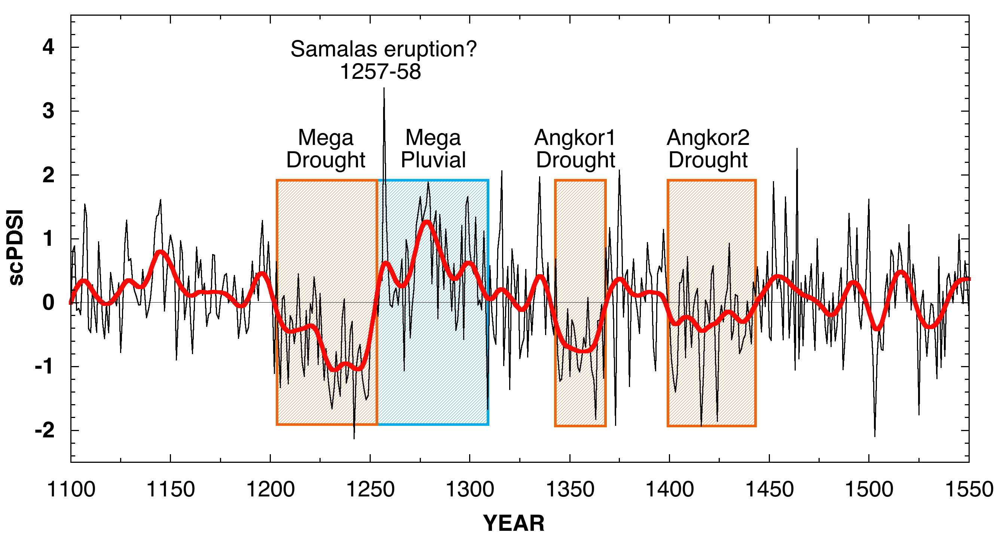 Samalas eruption?
1257-58
Mega
Drought
Mega
Pluvial
Angkor1
Drought
Angkor2
Drought
scPDSI
4
3
2
1
0
-1
-2
1100 1150 1200 1250 1300 1350 1400 1450 1500 1550
YEAR